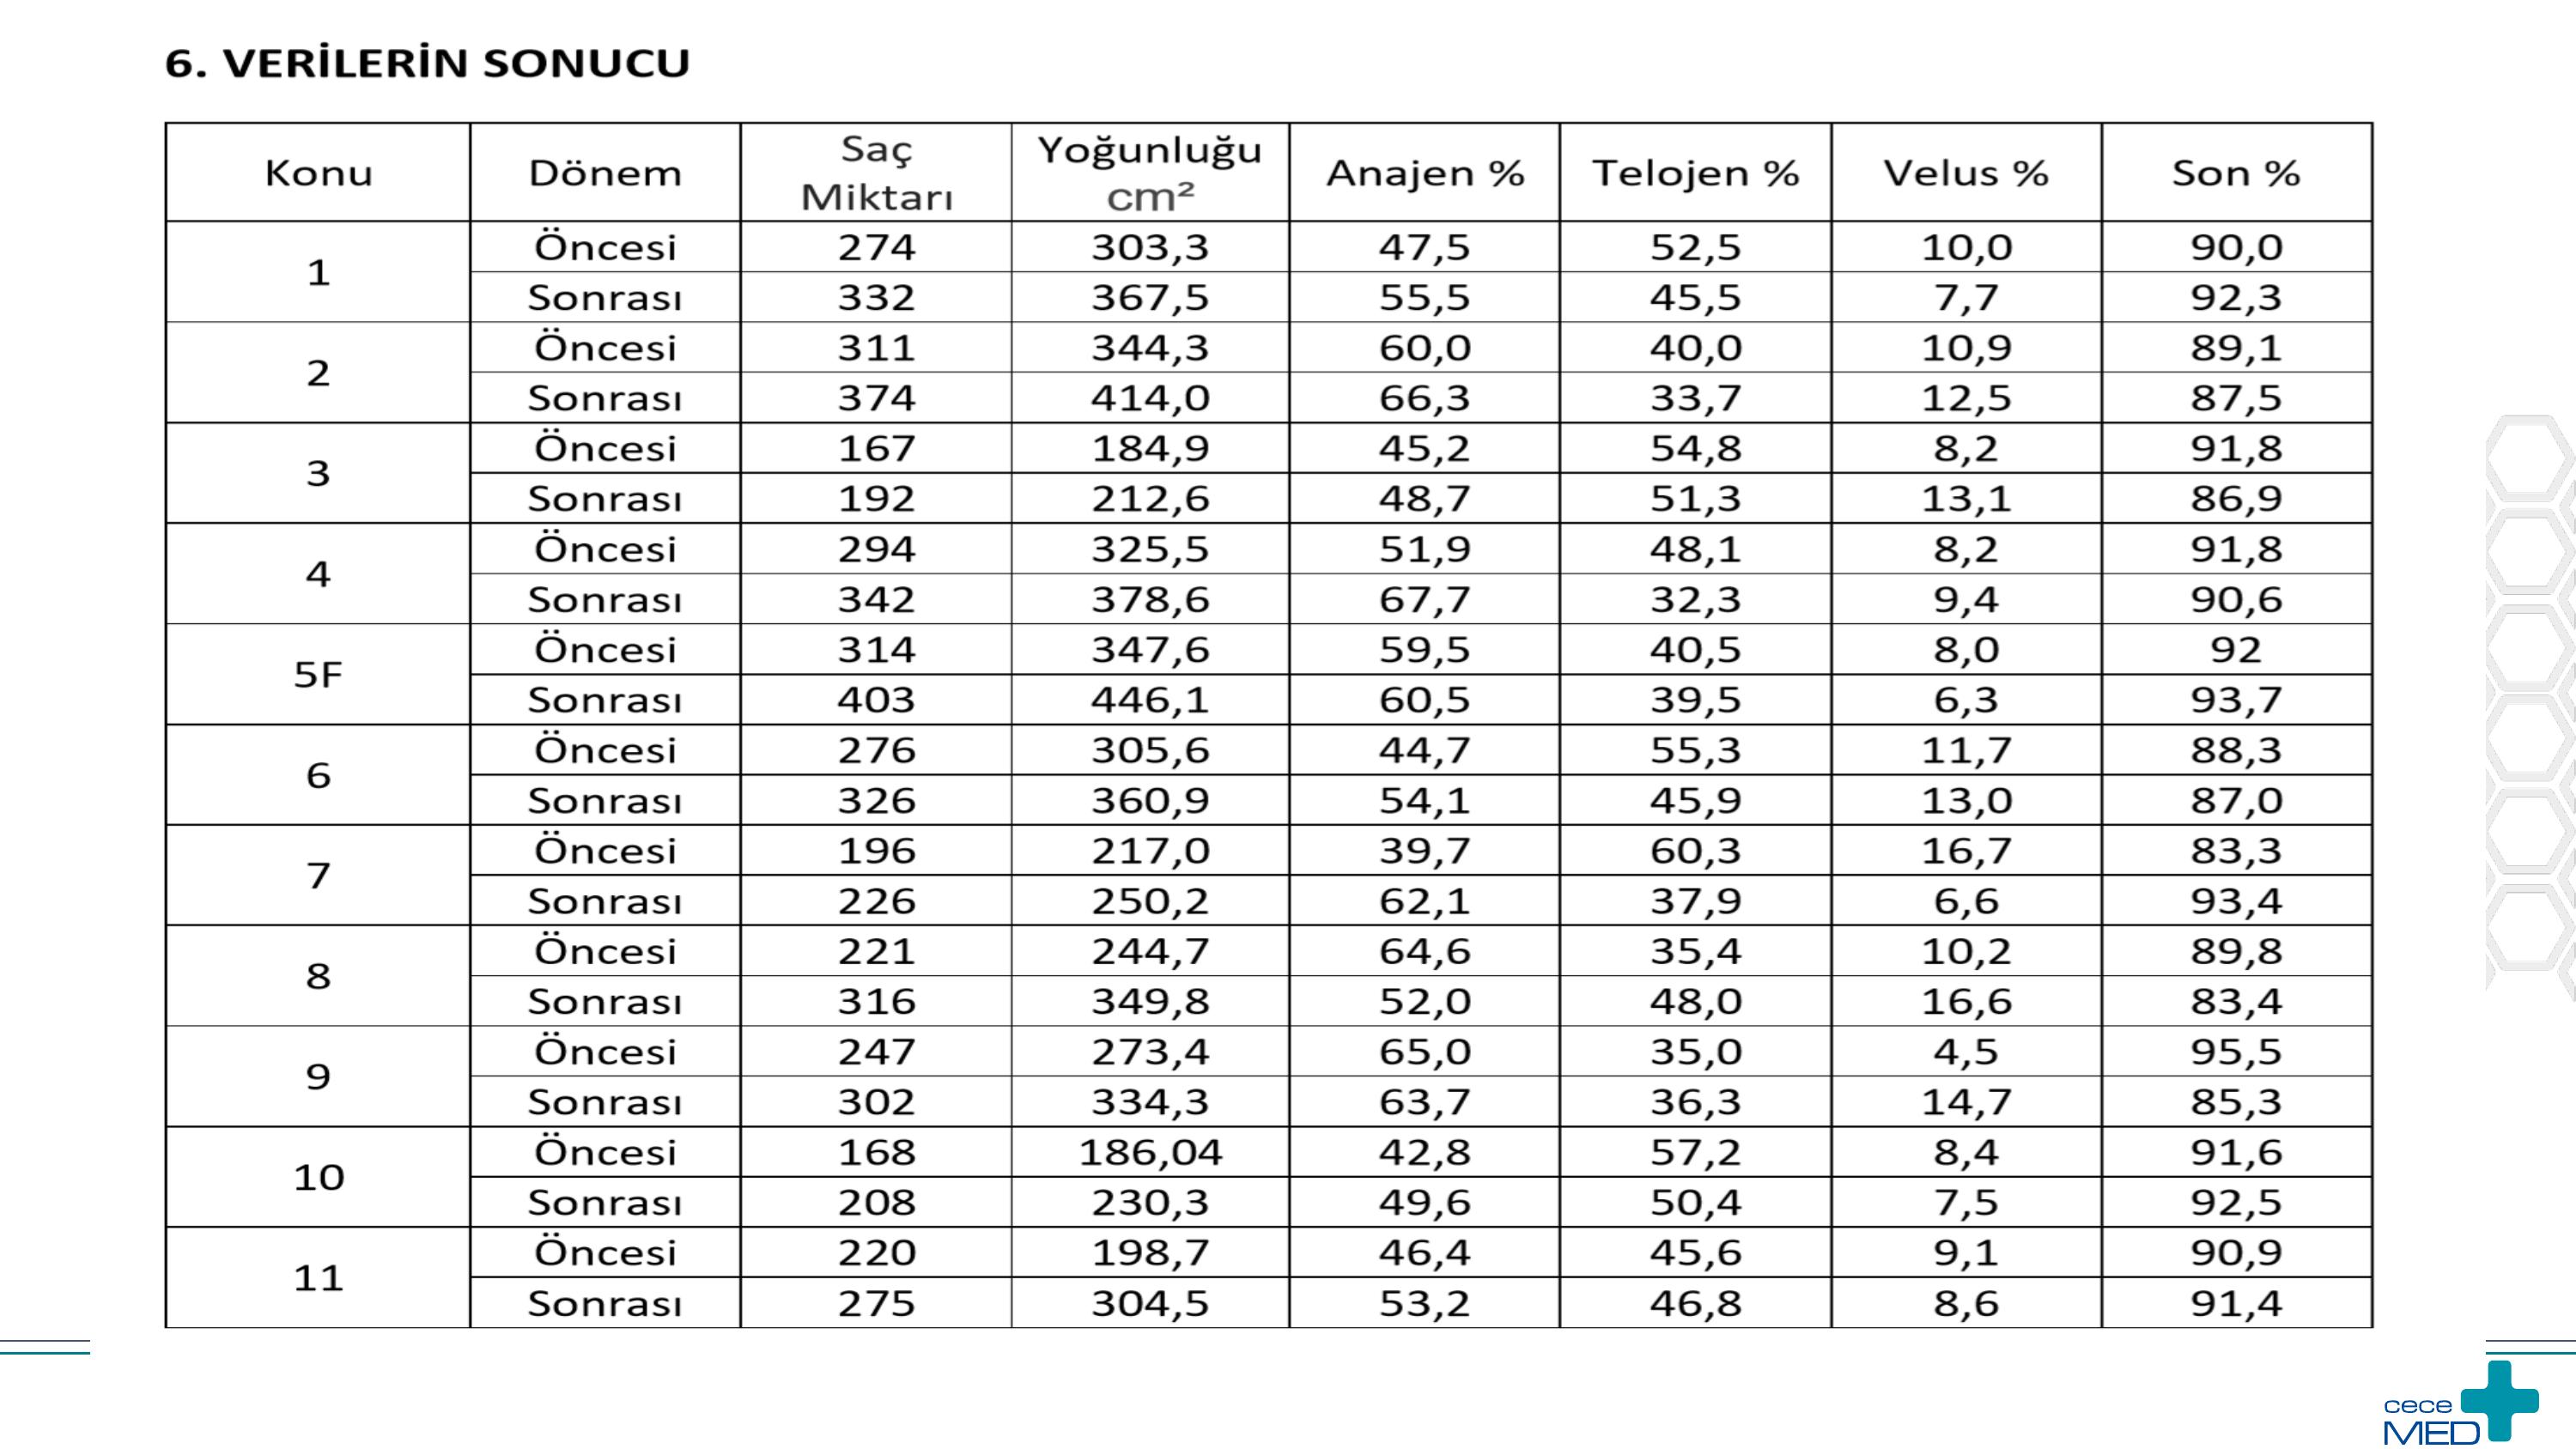 6. VERİLERİN SONUCU
Konu Dönem Saç Miktarı Yoğunluğu cm² Anajen % Telojen % Velus % Son %
1 Öncesi 274 303,3 47,5 52,5 10,0 90,0
Sonrası 332 367,5 55,5 45,5 7,7 92,3
2 Öncesi 311 344,3 60,0 40,0 10,9 89,1
Sonrası 374 414,0 66,3 33,7 12,5 87,5
3 Öncesi 167 184,9 45,2 54,8 8,2 91,8
Sonrası 192 212,6 48,7 51,3 13,1 86,9
4 Öncesi 294 325,5 51,9 48,1 8,2 91,8
Sonrası 342 378,6 67,7 32,3 9,4 90,6
5F Öncesi 314 347,6 59,5 40,5 8,0 92
Sonrası 403 446,1 60,5 39,5 6,3 93,7
6 Öncesi 276 305,6 44,7 55,3 11,7 88,3
Sonrası 326 360,9 54,1 45,9 13,0 87,0
7 Öncesi 196 217,0 39,7 60,3 16,7 83,3
Sonrası 226 250,2 62,1 37,9 6,6 93,4
8 Öncesi 221 244,7 64,6 35,4 10,2 89,8
Sonrası 316 349,8 52,0 48,0 16,6 83,4
9 Öncesi 247 273,4 65,0 35,0 4,5 95,5
Sonrası 302 334,3 63,7 36,3 14,7 85,3
10 Öncesi 168 186,04 42,8 57,2 8,4 91,6
Sonrası 208 230,3 49,6 50,4 7,5 92,5
11 Öncesi 220 198,7 46,4 45,6 9,1 90,9
Sonrası 275 304,5 53,2 46,8 8,6 91,4
cece
MED